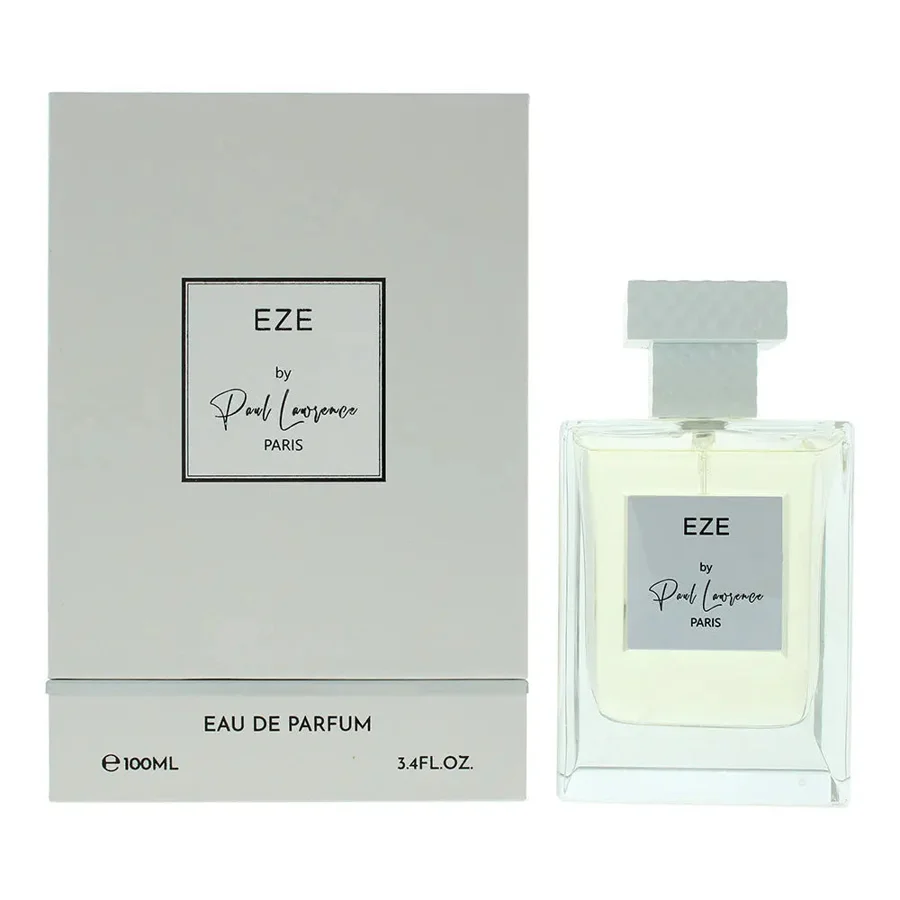 EZE
by
Paul Lawrence
PARIS
EAU DE PARFUM
℮100ML
3.4FL.OZ.
EZE
by
Paul Lawrence
PARIS